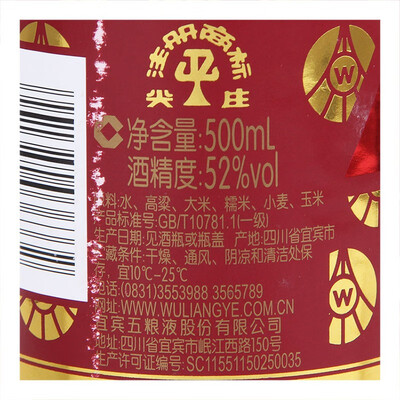 注册商标
尖庄
净含量:500mL
酒精度:52%vol
料:水、高粱、大米、糯米、小麦、玉米
产品标准号:GB/T10781.1(一级)
生产日期:见酒瓶或瓶盖 产地:四川省宜宾市
贮藏条件:干燥、通风、阴凉和清洁处保
存,宜10℃-25℃
电话:(0831)3553988 3565789
网址:WWW.WULIANGYE.COM.CN
宜宾五粮液股份有限公司
地址:四川省宜宾市岷江西路150号
生产许可证编号:SC11551150250035
W
W